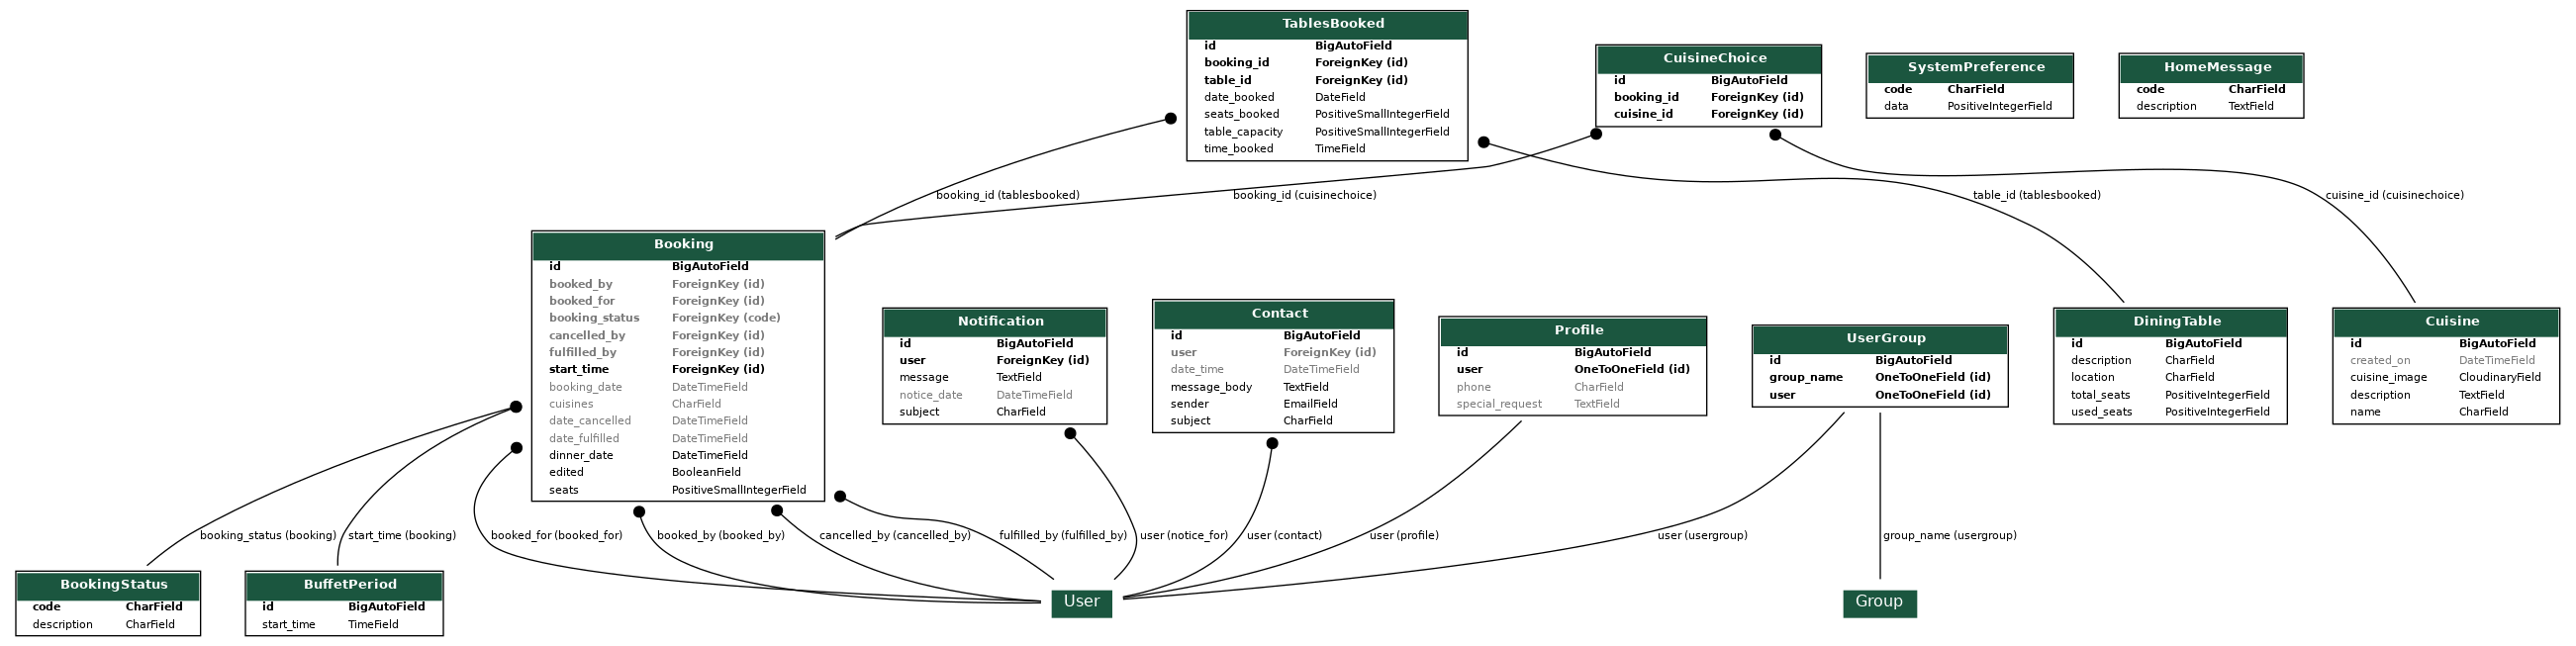 TablesBooked
id BigAutoField
booking_id ForeignKey (id)
table_id ForeignKey (id)
date_booked DateField
seats_booked PositiveSmallIntegerField
table_capacity PositiveSmallIntegerField
time_booked TimeField
CuisineChoice
id BigAutoField
booking_id ForeignKey (id)
cuisine_id ForeignKey (id)
SystemPreference
code CharField
data PositiveIntegerField
HomeMessage
code CharField
description TextField
booking_id (tablesbooked)
booking_id (cuisinechoice)
table_id (tablesbooked)
cuisine_id (cuisinechoice)
Booking
id BigAutoField
booked_by ForeignKey (id)
booked_for ForeignKey (id)
booking_status ForeignKey (code)
cancelled_by ForeignKey (id)
fulfilled_by ForeignKey (id)
start_time ForeignKey (id)
booking_date DateTimeField
cuisines CharField
date_cancelled DateTimeField
date_fulfilled DateTimeField
dinner_date DateTimeField
edited BooleanField
seats PositiveSmallIntegerField
Notification
id BigAutoField
user ForeignKey (id)
message TextField
notice_date DateTimeField
subject CharField
Contact
id BigAutoField
user ForeignKey (id)
date_time DateTimeField
message_body TextField
sender EmailField
subject CharField
Profile
id BigAutoField
user OneToOneField (id)
phone CharField
special_request TextField
UserGroup
id BigAutoField
group_name OneToOneField (id)
user OneToOneField (id)
DiningTable
id BigAutoField
description CharField
location CharField
total_seats PositiveIntegerField
used_seats PositiveIntegerField
Cuisine
id BigAutoField
created_on DateTimeField
cuisine_image CloudinaryField
description TextField
name CharField
booking_status (booking)
start_time (booking)
booked_for (booked_for)
booked_by (booked_by)
cancelled_by (cancelled_by)
fulfilled_by (fulfilled_by)
user (notice_for)
user (contact)
user (profile)
user (usergroup)
group_name (usergroup)
BookingStatus
code CharField
description CharField
BuffetPeriod
id BigAutoField
start_time TimeField
User
Group